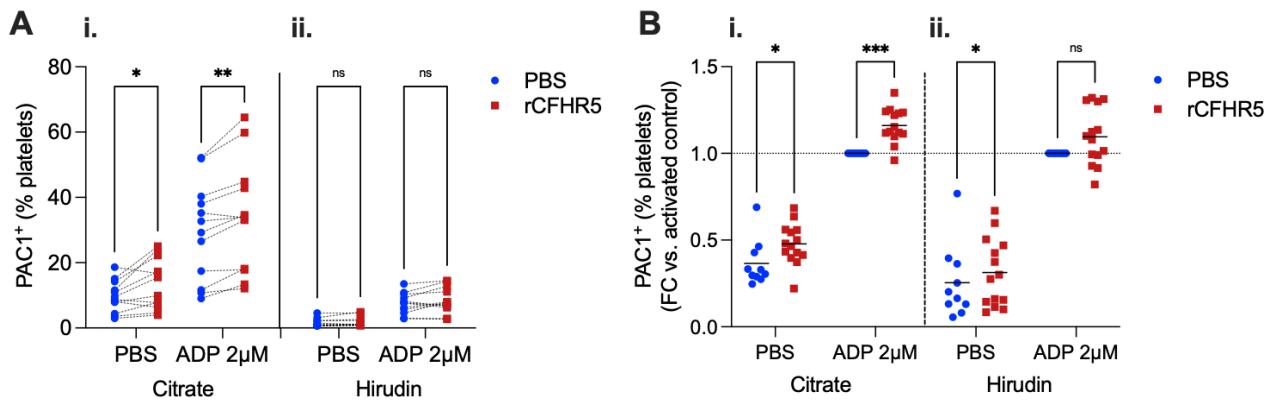 A
i.
ii.
PAC1⁺ (% platelets)
80
60
40
20
0
*
**
ns
ns
PBS
rCFHR5
PBS
ADP 2µM
PBS
ADP 2µM
Citrate
Hirudin
B
i.
ii.
PAC1⁺ (% platelets)
(FC vs. activated control)
1.5
1.0
0.5
0.0
*
***
*
ns
PBS
rCFHR5
PBS
ADP 2µM
PBS
ADP 2µM
Citrate
Hirudin